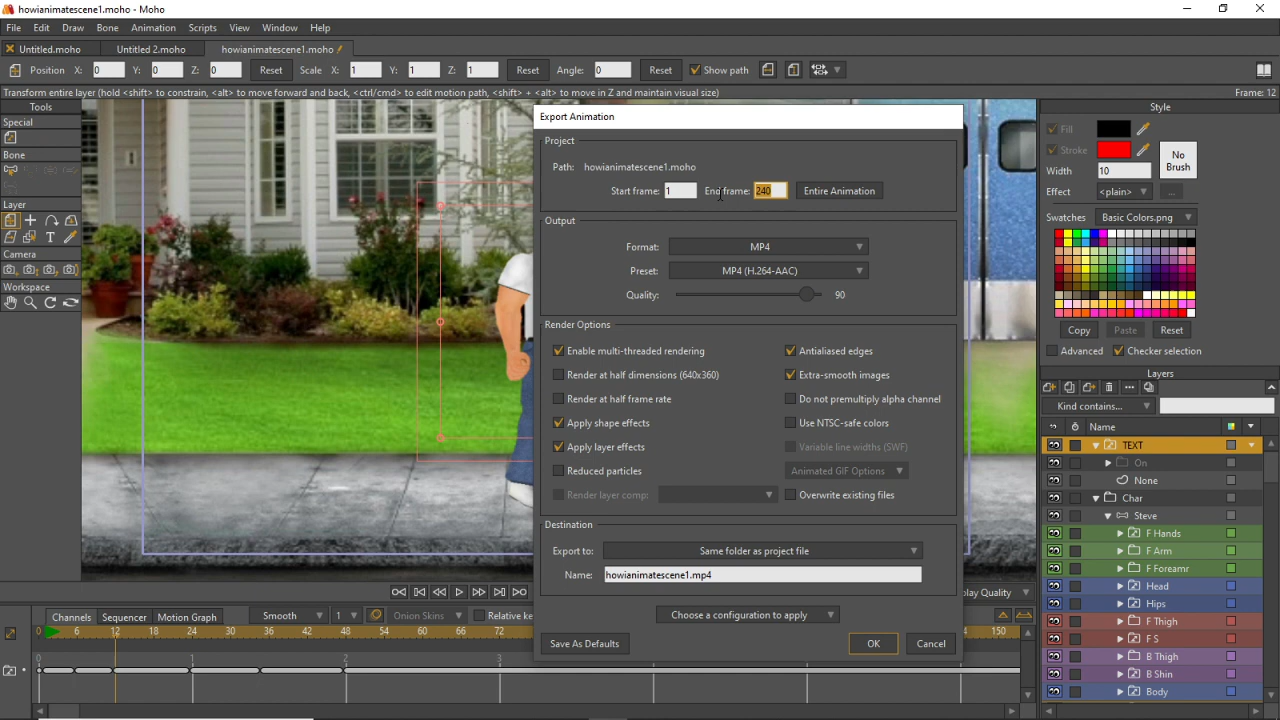 howianimatescene1.moho - Moho
File Edit Draw Bone Animation Scripts View Window Help
Untitled.moho Untitled 2.moho howianimatescene1.moho
Position X: 0 Y: 0 Z: 0 Reset Scale X: 1 Y: 1 Z: 1 Reset Angle: 0 Reset Show path
Transform entire layer (hold <shift> to constrain, <alt> to move forward and back, <ctrl/cmd> to edit motion path, <shift> + <alt> to move in Z and maintain visual size) Frame: 12
Tools
Special
Bone
Layer
Camera
Workspace
Export Animation
Project
Path: howianimatescene1.moho
Start frame: 1 End frame: 240 Entire Animation
Output
Format: MP4
Preset: MP4 (H.264-AAC)
Quality: 90
Render Options
Enable multi-threaded rendering Antialiased edges
Render at half dimensions (640x360) Extra-smooth images
Render at half frame rate Do not premultiply alpha channel
Apply shape effects Use NTSC-safe colors
Apply layer effects Variable line widths (SWF)
Reduced particles Animated GIF Options
Render layer comp: Overwrite existing files
Destination
Export to: Same folder as project file
Name: howianimatescene1.mp4
Choose a configuration to apply
Save As Defaults OK Cancel
Style
Fill
Stroke
No Brush
Width 10
Effect <plain> ...
Swatches Basic Colors.png
Copy Paste Reset
Advanced Checker selection
Layers
Kind contains...
Name
TEXT
On
None
Char
Steve
F Hands
F Arm
F Forearmr
Head
Hips
F Thigh
F S
B Thigh
B Shin
Body
play Quality
Channels Sequencer Motion Graph Smooth 1 Onion Skins Relative ke
0 6 12 18 24 30 36 42 48 54 60 66 150
0 1 2 3